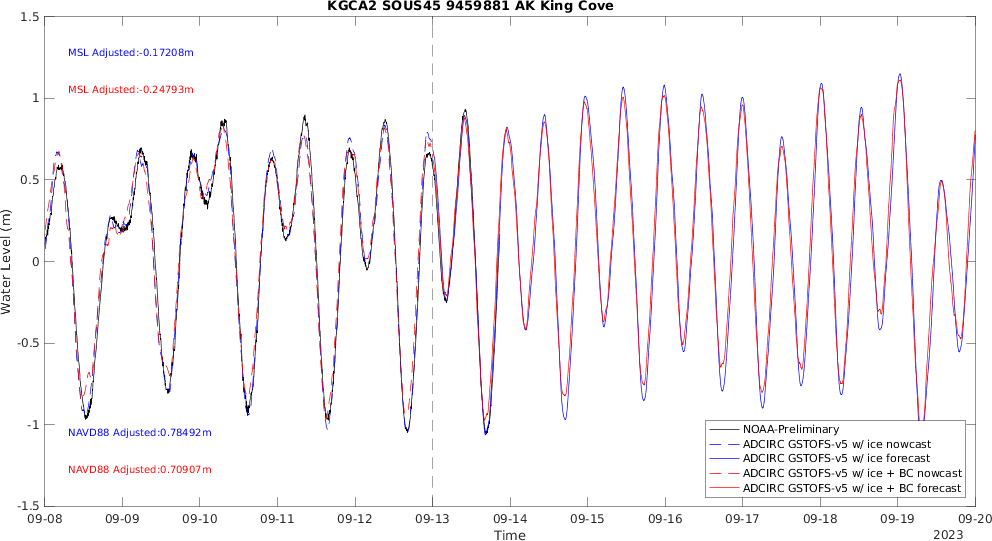 KGCA2 SOUS45 9459881 AK King Cove
1.5
1
0.5
0
-0.5
-1
-1.5
Water Level (m)
MSL Adjusted:-0.17208m
MSL Adjusted:-0.24793m
NAVD88 Adjusted:0.78492m
NAVD88 Adjusted:0.70907m
NOAA-Preliminary
ADCIRC GSTOFS-v5 w/ ice nowcast
ADCIRC GSTOFS-v5 w/ ice forecast
ADCIRC GSTOFS-v5 w/ ice + BC nowcast
ADCIRC GSTOFS-v5 w/ ice + BC forecast
09-08 09-09 09-10 09-11 09-12 09-13 09-14 09-15 09-16 09-17 09-18 09-19 09-20
Time
2023